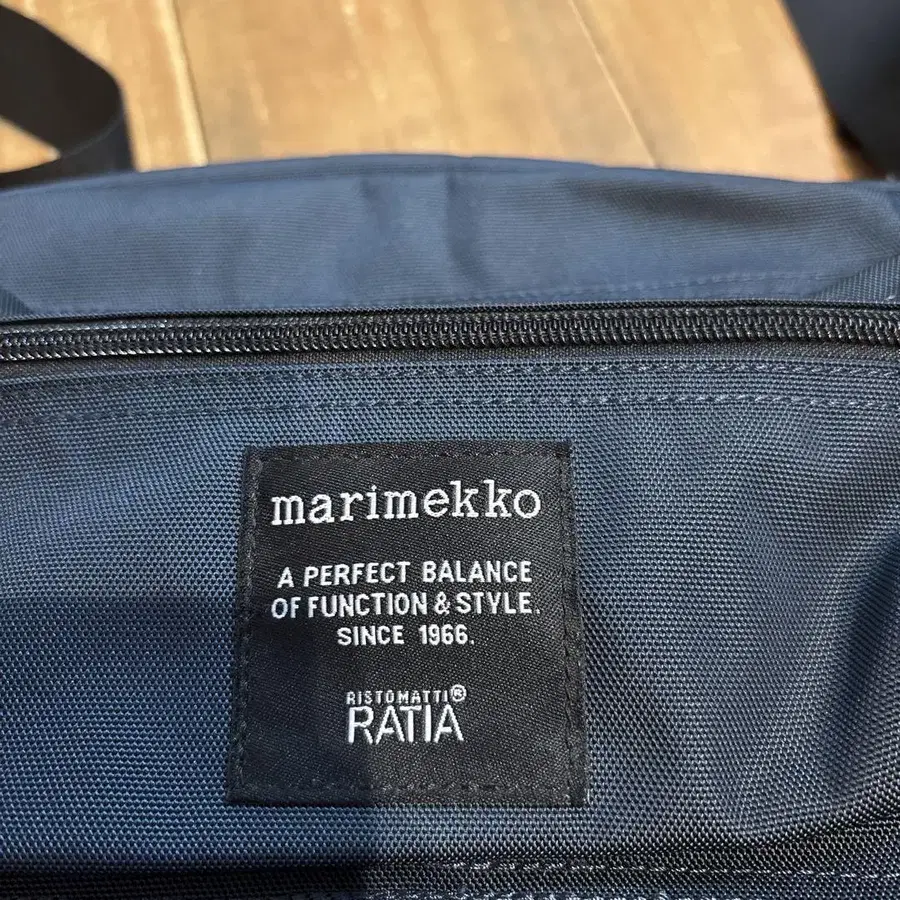 marimekko
A PERFECT BALANCE
OF FUNCTION & STYLE.
SINCE 1966.
RISTOMATTI®
RATIA